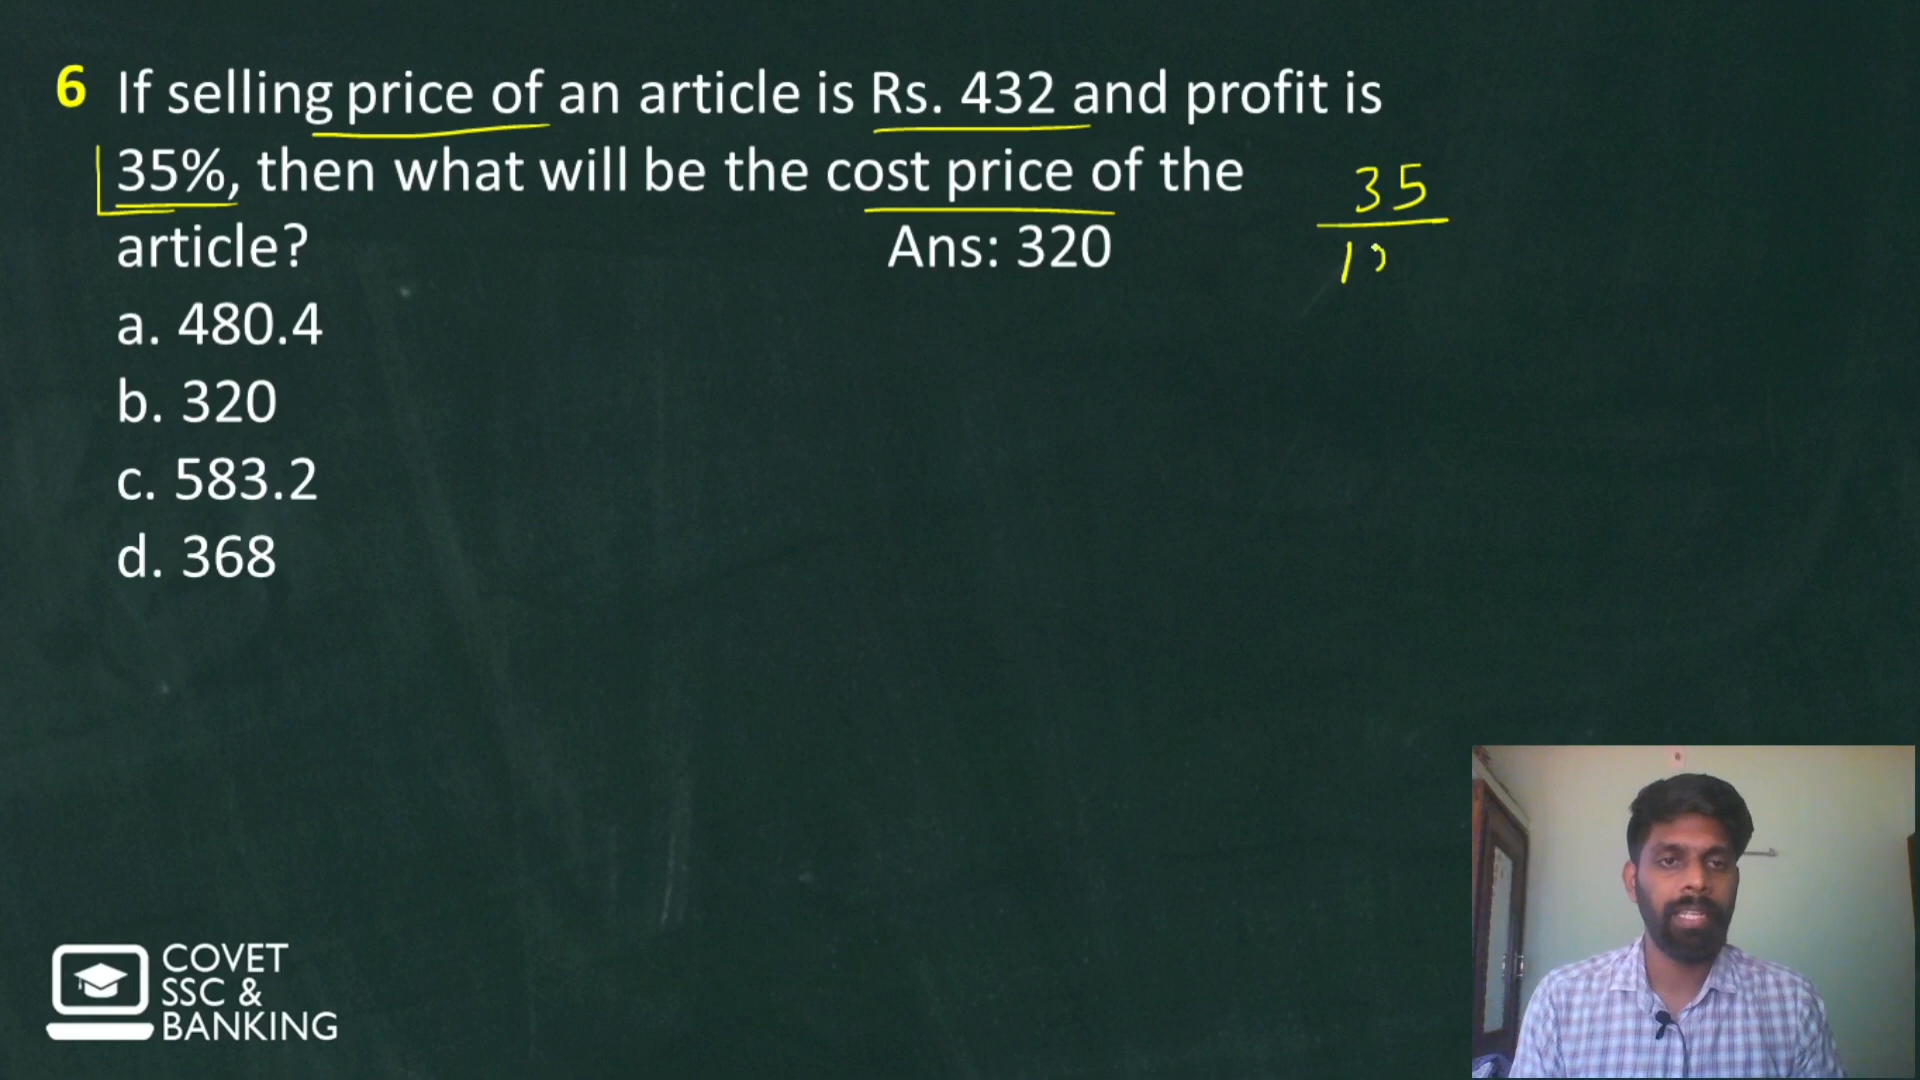 6 If selling price of an article is Rs. 432 and profit is
35%, then what will be the cost price of the
article? Ans: 320
35
a. 480.4
b. 320
c. 583.2
d. 368
COVET
SSC &
BANKING